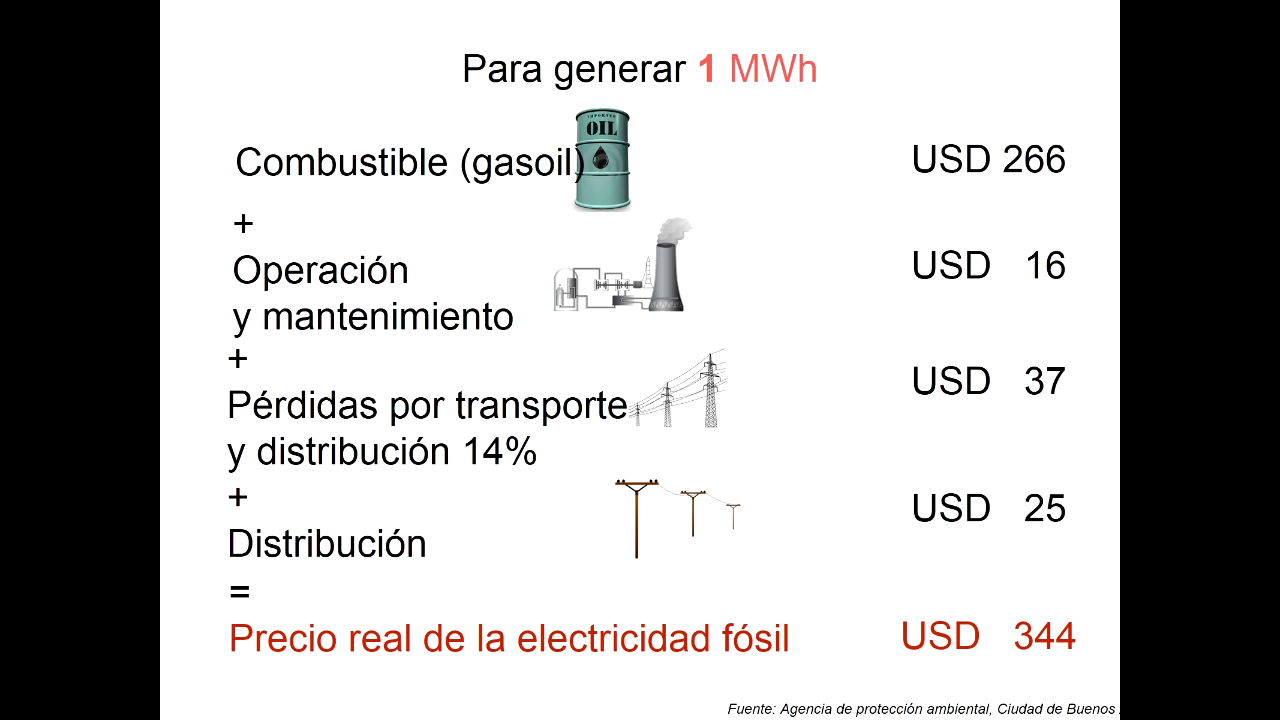 Para generar 1 MWh
IMPORTED
OIL
Combustible (gasoil)
USD 266
+
Operación
y mantenimiento
USD 16
+
Pérdidas por transporte
y distribución 14%
USD 37
+
Distribución
USD 25
=
Precio real de la electricidad fósil
USD 344
Fuente: Agencia de protección ambiental, Ciudad de Buenos